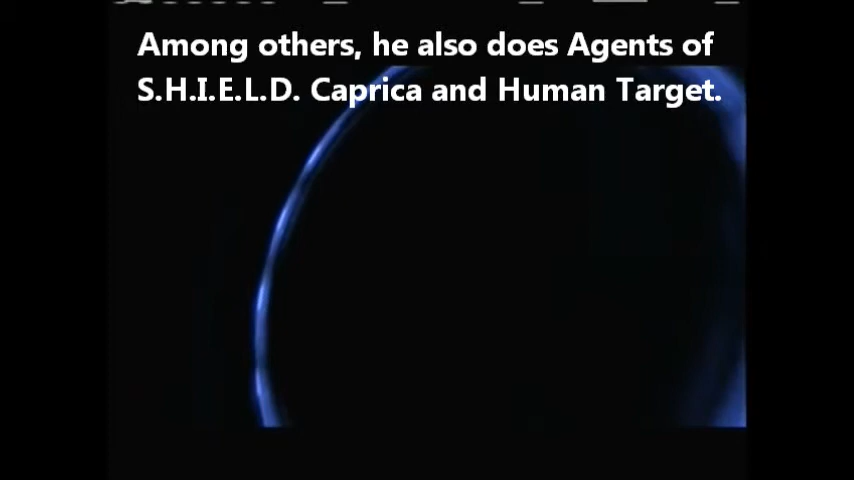 Among others, he also does Agents of
S.H.I.E.L.D. Caprica and Human Target.